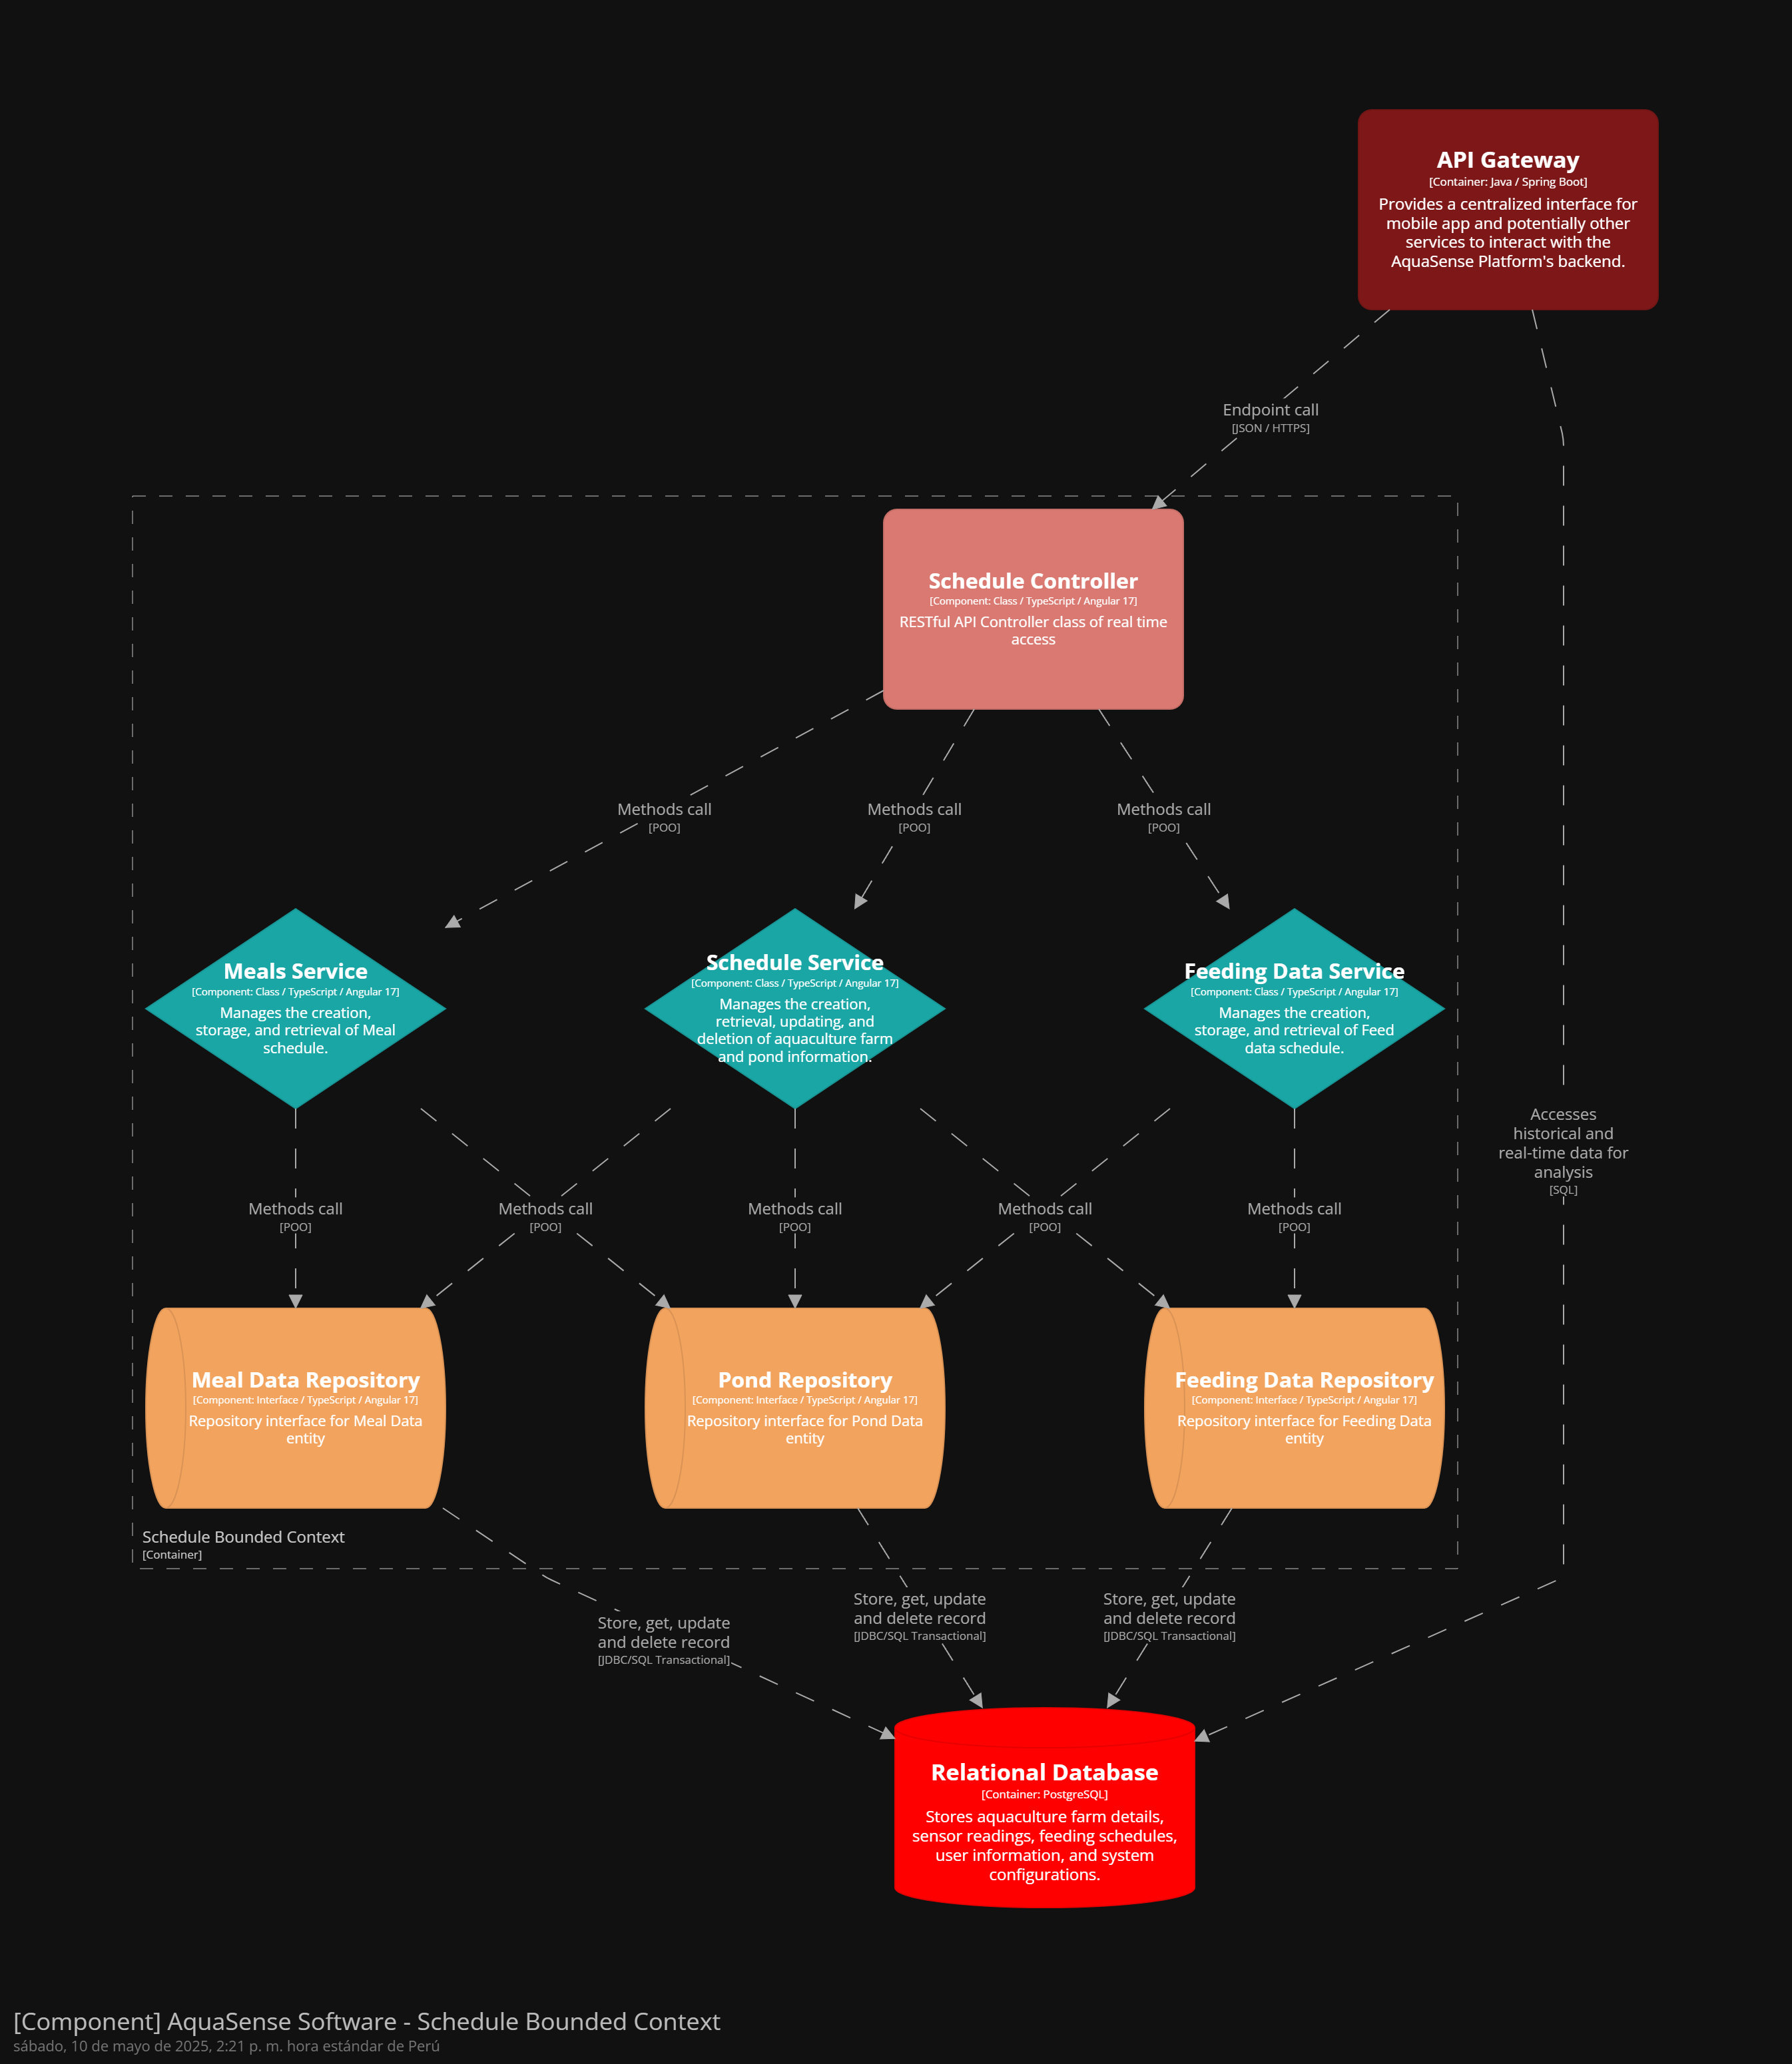 API Gateway
[Container: Java / Spring Boot]
Provides a centralized interface for
mobile app and potentially other
services to interact with the
AquaSense Platform's backend.
Endpoint call
[JSON / HTTPS]
Schedule Controller
[Component: Class / TypeScript / Angular 17]
RESTful API Controller class of real time
access
Methods call
[POO]
Methods call
[POO]
Methods call
[POO]
Meals Service
[Component: Class / TypeScript / Angular 17]
Manages the creation,
storage, and retrieval of Meal
schedule.
Schedule Service
[Component: Class / TypeScript / Angular 17]
Manages the creation,
retrieval, updating, and
deletion of aquaculture farm
and pond information.
Feeding Data Service
[Component: Class / TypeScript / Angular 17]
Manages the creation,
storage, and retrieval of Feed
data schedule.
Accesses
historical and
real-time data for
analysis
[SQL]
Methods call
[POO]
Methods call
[POO]
Methods call
[POO]
Methods call
[POO]
Methods call
[POO]
Meal Data Repository
[Component: Interface / TypeScript / Angular 17]
Repository interface for Meal Data
entity
Pond Repository
[Component: Interface / TypeScript / Angular 17]
Repository interface for Pond Data
entity
Feeding Data Repository
[Component: Interface / TypeScript / Angular 17]
Repository interface for Feeding Data
entity
Schedule Bounded Context
[Container]
Store, get, update
and delete record
[JDBC/SQL Transactional]
Store, get, update
and delete record
[JDBC/SQL Transactional]
Store, get, update
and delete record
[JDBC/SQL Transactional]
Relational Database
[Container: PostgreSQL]
Stores aquaculture farm details,
sensor readings, feeding schedules,
user information, and system
configurations.
[Component] AquaSense Software - Schedule Bounded Context
sábado, 10 de mayo de 2025, 2:21 p. m. hora estándar de Perú